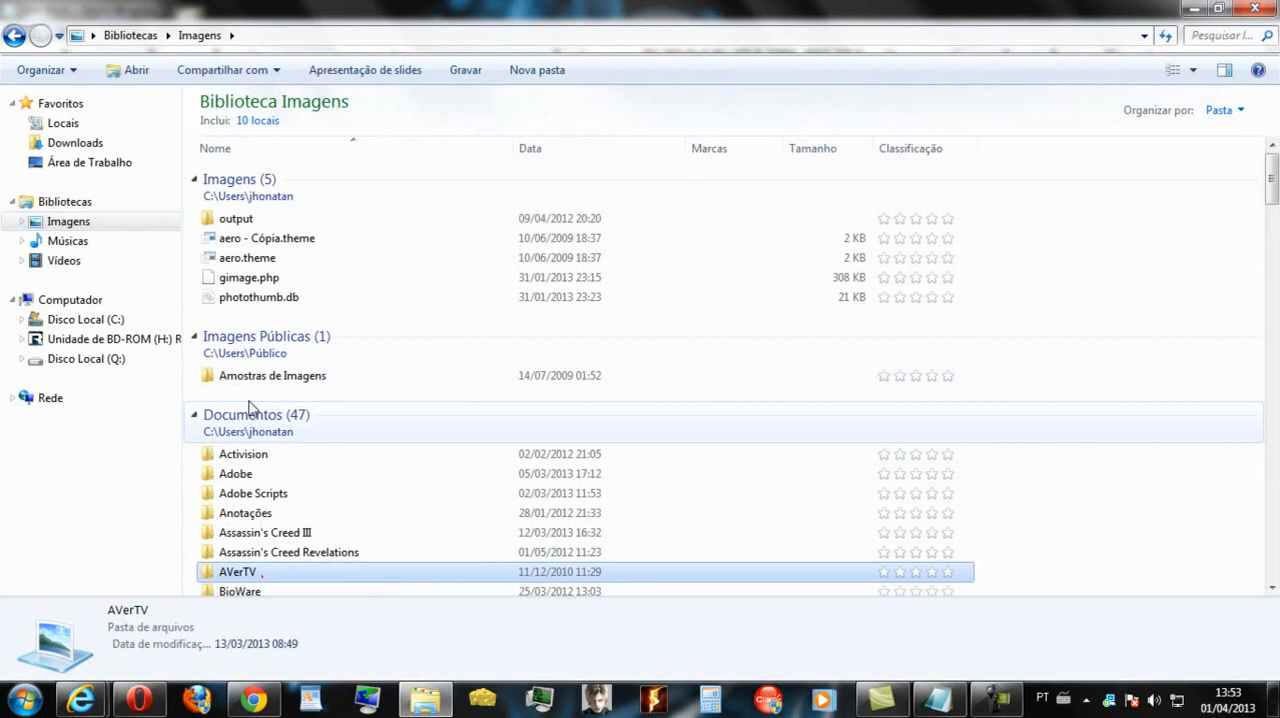 Bibliotecas Imagens
Pesquisar I...
Organizar Abrir Compartilhar com Apresentação de slides Gravar Nova pasta
Favoritos
Locais
Downloads
Área de Trabalho
Bibliotecas
Imagens
Músicas
Vídeos
Computador
Disco Local (C:)
Unidade de BD-ROM (H:) R
Disco Local (Q:)
Rede
Biblioteca Imagens
Inclui: 10 locais
Organizar por: Pasta
Nome Data Marcas Tamanho Classificação
Imagens (5)
C:\Users\jhonatan
output 09/04/2012 20:20
aero - Cópia.theme 10/06/2009 18:37 2 KB
aero.theme 10/06/2009 18:37 2 KB
gimage.php 31/01/2013 23:15 308 KB
photothumb.db 31/01/2013 23:23 21 KB
Imagens Públicas (1)
C:\Users\Público
Amostras de Imagens 14/07/2009 01:52
Documentos (47)
C:\Users\jhonatan
Activision 02/02/2012 21:05
Adobe 05/03/2013 17:12
Adobe Scripts 02/03/2013 11:53
Anotações 28/01/2012 21:33
Assassin's Creed III 12/03/2013 16:32
Assassin's Creed Revelations 01/05/2012 11:23
AVerTV 11/12/2010 11:29
BioWare 25/03/2012 13:03
AVerTV
Pasta de arquivos
Data de modificaç... 13/03/2013 08:49
PT
13:53
01/04/2013